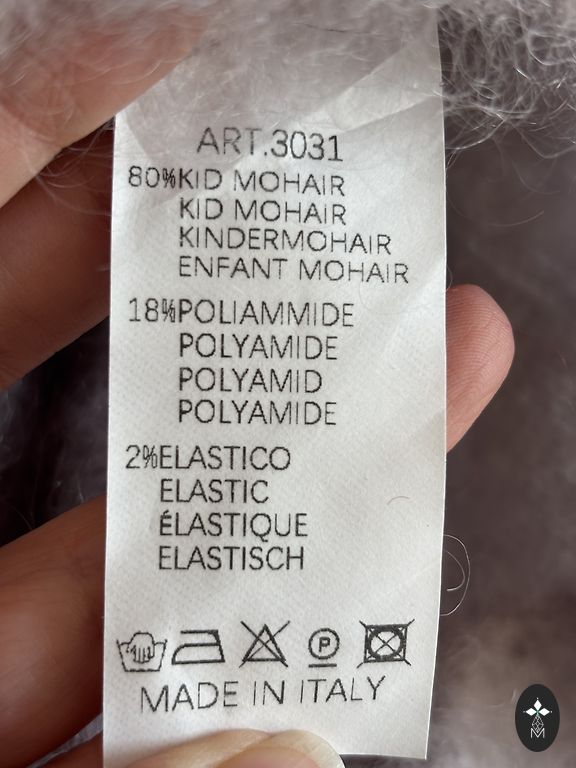 ART.3031
80%KID MOHAIR
KID MOHAIR
KINDERMOHAIR
ENFANT MOHAIR
18%POLIAMMIDE
POLYAMIDE
POLYAMID
POLYAMIDE
2%ELASTICO
ELASTIC
ÉLASTIQUE
ELASTISCH
P
MADE IN ITALY
M